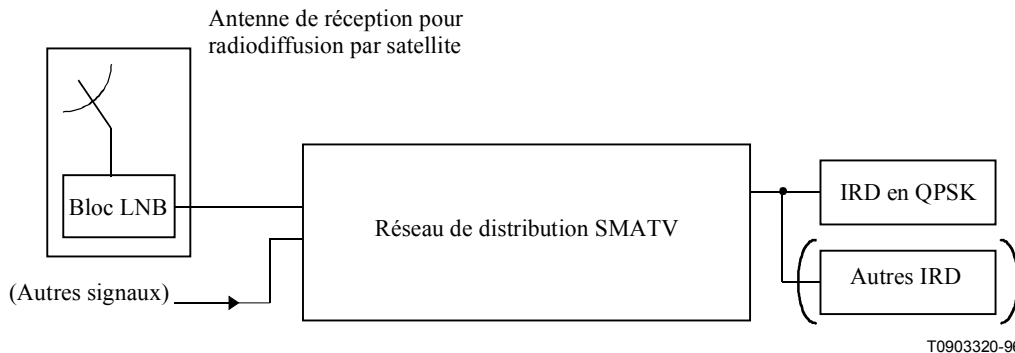 Antenne de réception pour
radiodiffusion par satellite
Bloc LNB
Réseau de distribution SMATV
IRD en QPSK
Autres IRD
(Autres signaux)
T0903320-96